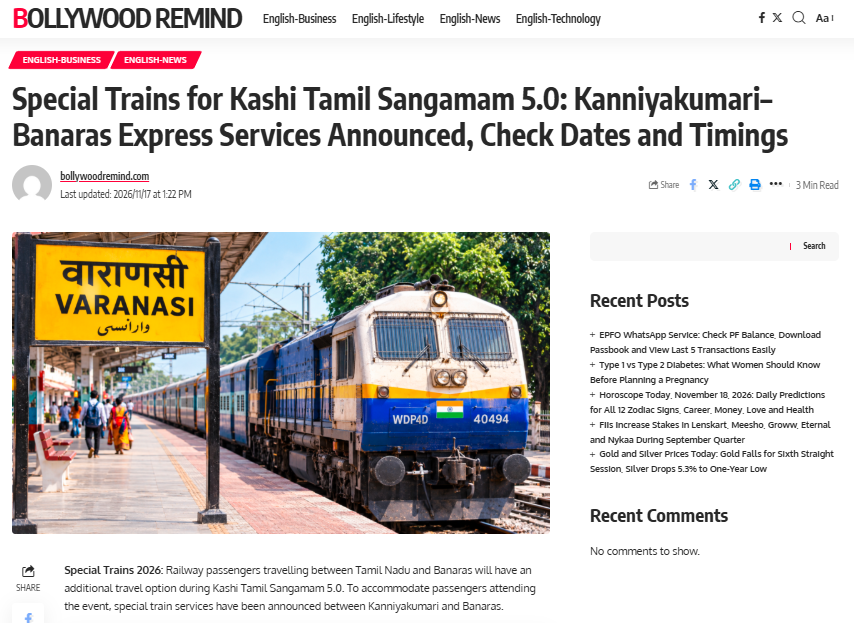 BOLLYWOOD REMIND
English-Business English-Lifestyle English-News English-Technology
Aa
ENGLISH-BUSINESS ENGLISH-NEWS
Special Trains for Kashi Tamil Sangamam 5.0: Kanniyakumari–
Banaras Express Services Announced, Check Dates and Timings
bollywoodremind.com
Last updated: 2026/11/17 at 1:22 PM
Share
3 Min Read
वाराणसी
VARANASI
وارانسی
WDP4D 40494
Search
Recent Posts
EPFO WhatsApp Service: Check PF Balance, Download
Passbook and View Last 5 Transactions Easily
Type 1 vs Type 2 Diabetes: What Women Should Know
Before Planning a Pregnancy
Horoscope Today, November 18, 2026: Daily Predictions
for All 12 Zodiac Signs, Career, Money, Love and Health
FIIs Increase Stakes in Lenskart, Meesho, Groww, Eternal
and Nykaa During September Quarter
Gold and Silver Prices Today: Gold Falls for Sixth Straight
Session, Silver Drops 5.3% to One-Year Low
Recent Comments
No comments to show.
SHARE
Special Trains 2026: Railway passengers travelling between Tamil Nadu and Banaras will have an
additional travel option during Kashi Tamil Sangamam 5.0. To accommodate passengers attending
the event, special train services have been announced between Kanniyakumari and Banaras.